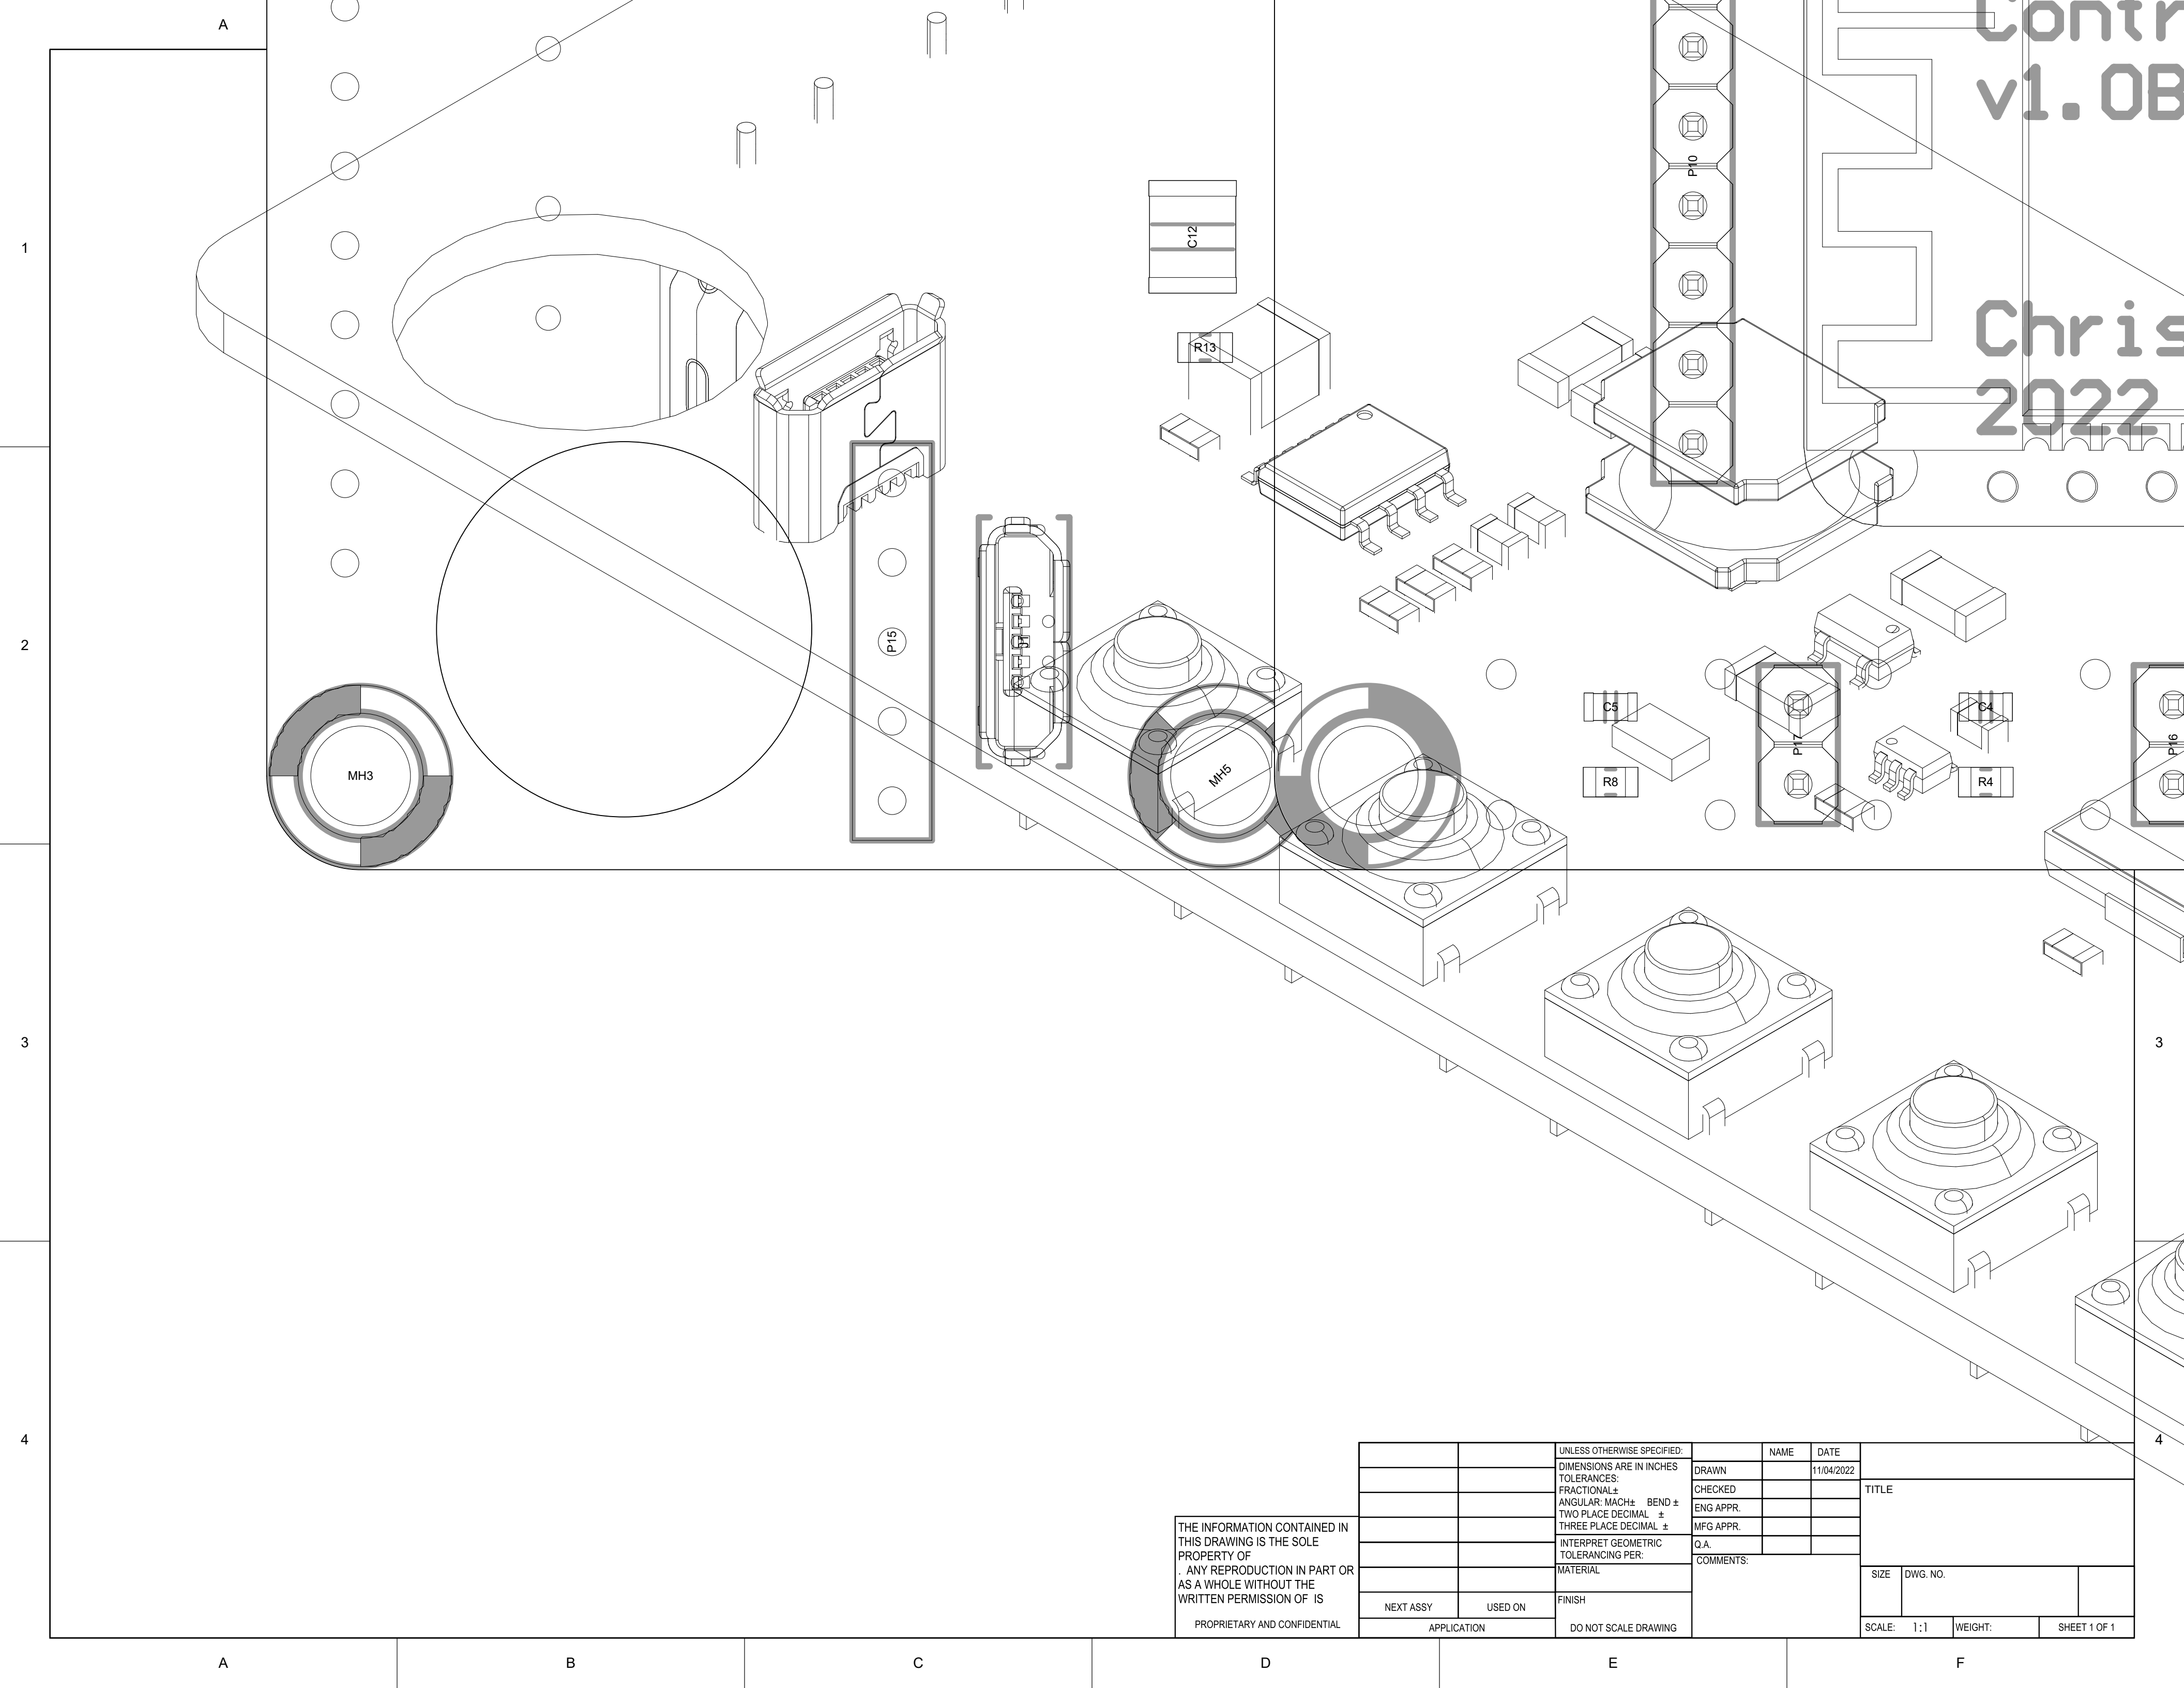 A
Contr
v1.0B
P10
1
C12
R13
Chris
2022
2
P15
J1
C5
C4
P17
P16
MH3
MH5
R8
R4
3
3
4
4
UNLESS OTHERWISE SPECIFIED:
DIMENSIONS ARE IN INCHES
TOLERANCES:
FRACTIONAL±
ANGULAR: MACH± BEND ±
TWO PLACE DECIMAL ±
THREE PLACE DECIMAL ±
INTERPRET GEOMETRIC
TOLERANCING PER:
MATERIAL
FINISH
DO NOT SCALE DRAWING
NAME DATE
DRAWN 11/04/2022
CHECKED
ENG APPR.
MFG APPR.
Q.A.
COMMENTS:
TITLE
SIZE DWG. NO.
SCALE: 1:1 WEIGHT: SHEET 1 OF 1
THE INFORMATION CONTAINED IN
THIS DRAWING IS THE SOLE
PROPERTY OF
. ANY REPRODUCTION IN PART OR
AS A WHOLE WITHOUT THE
WRITTEN PERMISSION OF IS
PROPRIETARY AND CONFIDENTIAL
NEXT ASSY USED ON
APPLICATION
A B C D E F